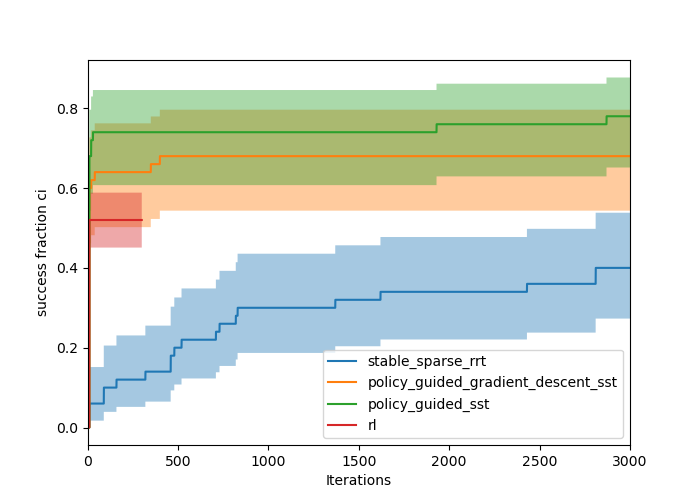 0.8
0.6
0.4
0.2
0.0
success fraction ci
0
500
1000
1500
2000
2500
3000
Iterations
stable_sparse_rrt
policy_guided_gradient_descent_sst
policy_guided_sst
rl